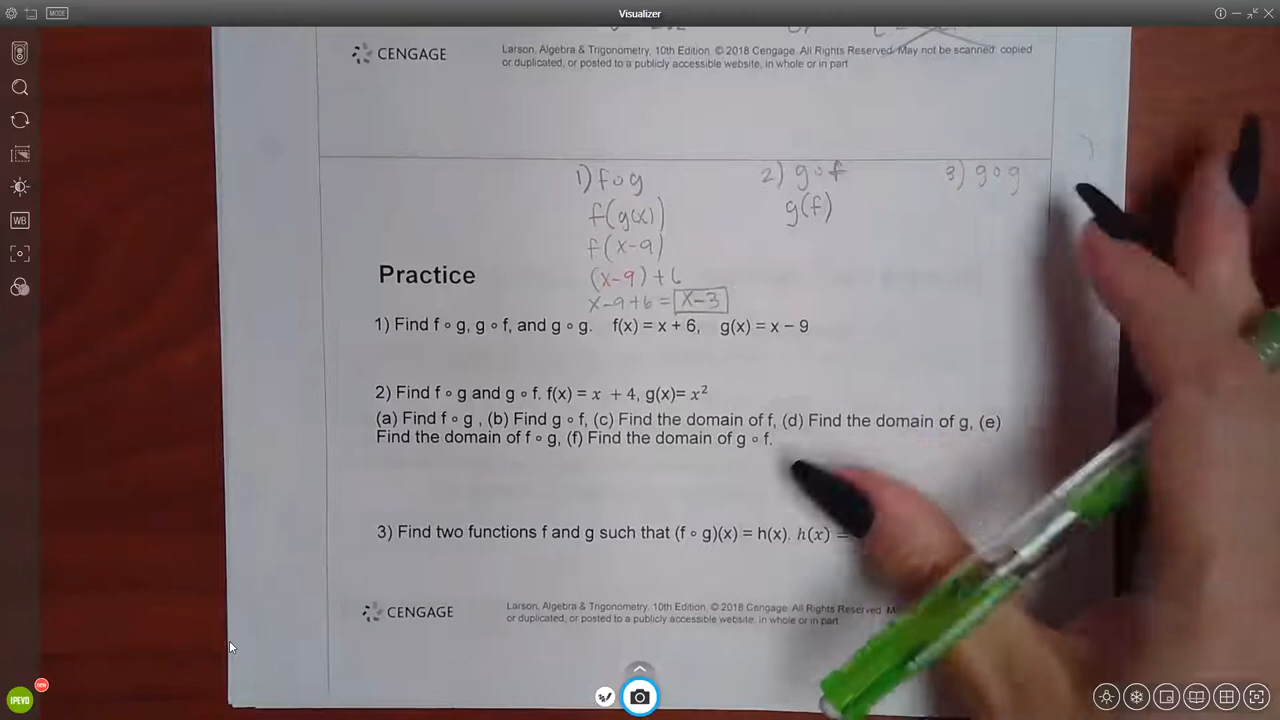 MODE
Visualizer
CENGAGE
Larson, Algebra & Trigonometry, 10th Edition. © 2018 Cengage. All Rights Reserved. May not be scanned, copied
or duplicated, or posted to a publicly accessible website, in whole or in part
1) f∘g
2) g∘f
3) g∘g
f(g(x))
g(f)
f(x-9)
(x-9)+6
x-9+6 = x-3
Practice
1) Find f ∘ g, g ∘ f, and g ∘ g. f(x) = x + 6, g(x) = x − 9
2) Find f ∘ g and g ∘ f. f(x) = x + 4, g(x)= x²
(a) Find f ∘ g , (b) Find g ∘ f, (c) Find the domain of f, (d) Find the domain of g, (e)
Find the domain of f ∘ g, (f) Find the domain of g ∘ f.
3) Find two functions f and g such that (f ∘ g)(x) = h(x). h(x) =
CENGAGE
Larson, Algebra & Trigonometry, 10th Edition. © 2018 Cengage. All Rights Reserved. M
or duplicated, or posted to a publicly accessible website, in whole or in part
WB
IPEVO
new